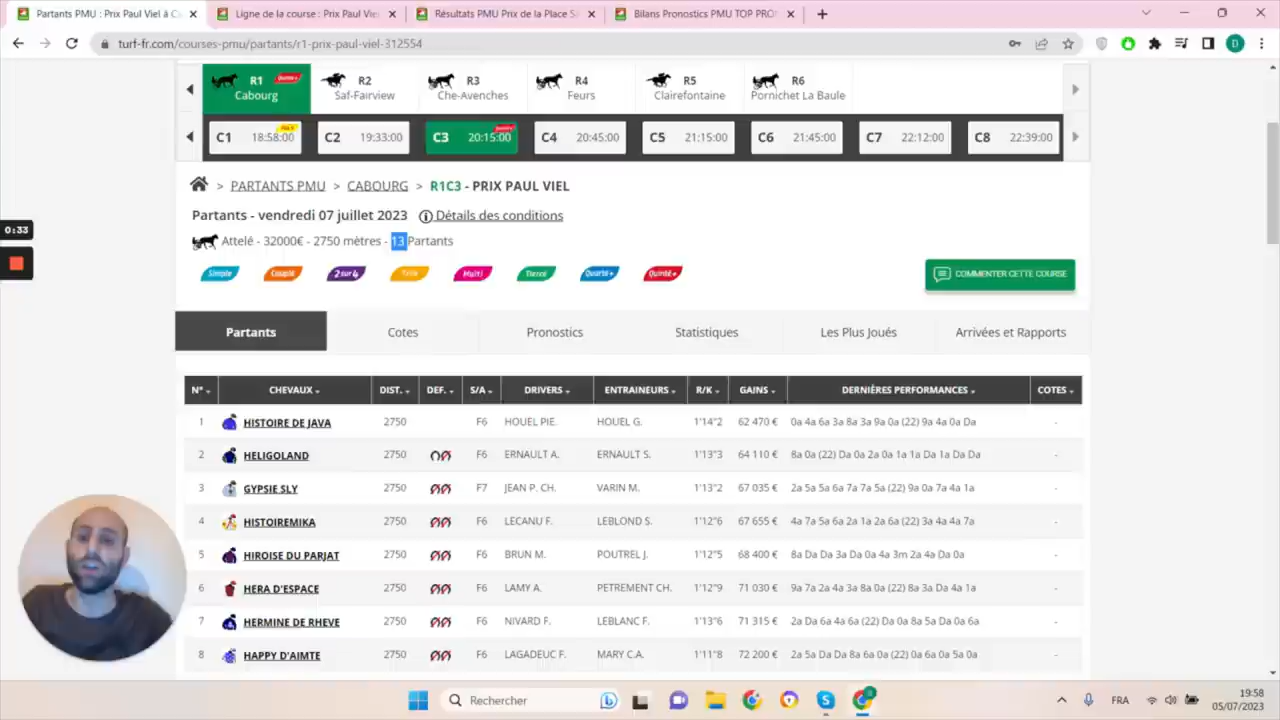 Partants PMU : Prix Paul Viel à C
Ligne de la course : Prix Paul Viel
Résultats PMU Prix de la Place S
Bilans Pronostics PMU TOP PRO
turf-fr.com/courses-pmu/partants/r1-prix-paul-viel-312554
D
R1 Quinté+ Cabourg
R2 Saf-Fairview
R3 Che-Avenches
R4 Feurs
R5 Clairefontaine
R6 Pornichet La Baule
C1 18:58:00
C2 19:33:00
C3 20:15:00
C4 20:45:00
C5 21:15:00
C6 21:45:00
C7 22:12:00
C8 22:39:00
> PARTANTS PMU > CABOURG > R1C3 - PRIX PAUL VIEL
Partants - vendredi 07 juillet 2023 Détails des conditions
0:33
Attelé - 32000€ - 2750 mètres - 13 Partants
Simple Couplé 2 sur 4 Trio Multi Tiercé Quarté+ Quinté+
COMMENTER CETTE COURSE
Partants Cotes Pronostics Statistiques Les Plus Joués Arrivées et Rapports
N° CHEVAUX DIST. DEF. S/A DRIVERS ENTRAINEURS R/K GAINS DERNIÈRES PERFORMANCES COTES
1 HISTOIRE DE JAVA 2750 F6 HOUEL PIE. HOUEL G. 1'14"2 62 470 € 0a 4a 6a 3a 8a 3a 9a 0a (22) 9a 4a 0a Da -
2 HELIGOLAND 2750 F6 ERNAULT A. ERNAULT S. 1'13"3 64 110 € 8a 0a (22) Da 0a 2a 0a 1a 1a Da 1a Da Da -
3 GYPSIE SLY 2750 F7 JEAN P. CH. VARIN M. 1'13"2 67 035 € 2a 5a 5a 6a 7a 7a 5a (22) 9a 0a 7a 4a 1a -
4 HISTOIREMIKA 2750 F6 LECANU F. LEBLOND S. 1'12"6 67 655 € 4a 7a 5a 6a 2a 1a 2a 6a (22) 3a 4a 4a 7a -
5 HIROISE DU PARJAT 2750 F6 BRUN M. POUTREL J. 1'12"5 68 400 € 8a Da Da 3a Da 0a 4a 3m 2a 4a Da 0a -
6 HERA D'ESPACE 2750 F6 LAMY A. PETREMENT CH. 1'12"9 71 030 € 9a 7a 2a 4a 3a 8a 0a (22) 8a 3a Da 4a 1a -
7 HERMINE DE RHEVE 2750 F6 NIVARD F. LEBLANC F. 1'13"6 71 315 € 2a Da 6a 4a 6a (22) Da 0a 8a 5a Da 0a 6a -
8 HAPPY D'AIMTE 2750 F6 LAGADEUC F. MARY C.A. 1'11"8 72 200 € 2a 5a Da Da 8a 6a 0a (22) 0a 6a 0a 5a 0a -
Rechercher
FRA
19:58
05/07/2023